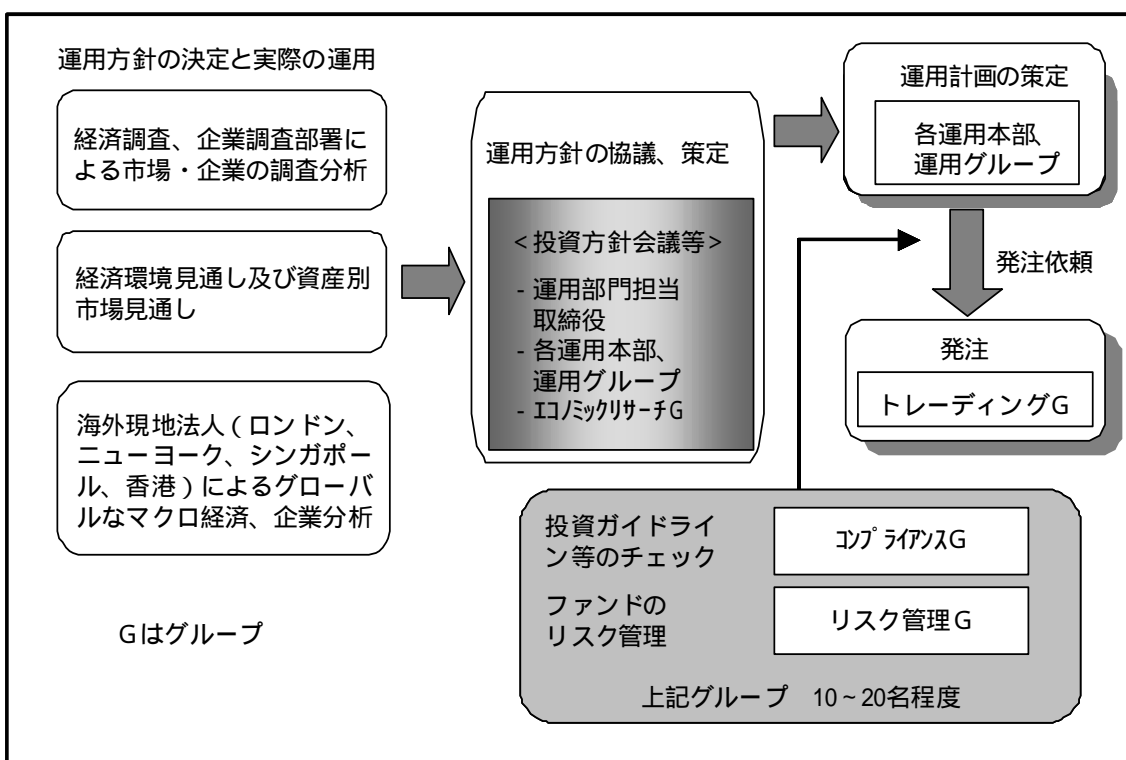 運用方針の決定と実際の運用
経済調査、企業調査部署に
よる市場・企業の調査分析
経済環境見通し及び資産別
市場見通し
海外現地法人(ロンドン、
ニューヨーク、シンガポー
ル、香港)によるグローバ
ルなマクロ経済、企業分析
Gはグループ
運用方針の協議、策定
<投資方針会議等>
- 運用部門担当
取締役
- 各運用本部、
運用グループ
- エコノミックリサーチG
運用計画の策定
各運用本部、
運用グループ
発注依頼
発注
トレーディングG
投資ガイドライ
ン等のチェック
コンプライアンスG
ファンドの
リスク管理
リスク管理G
上記グループ 10~20名程度